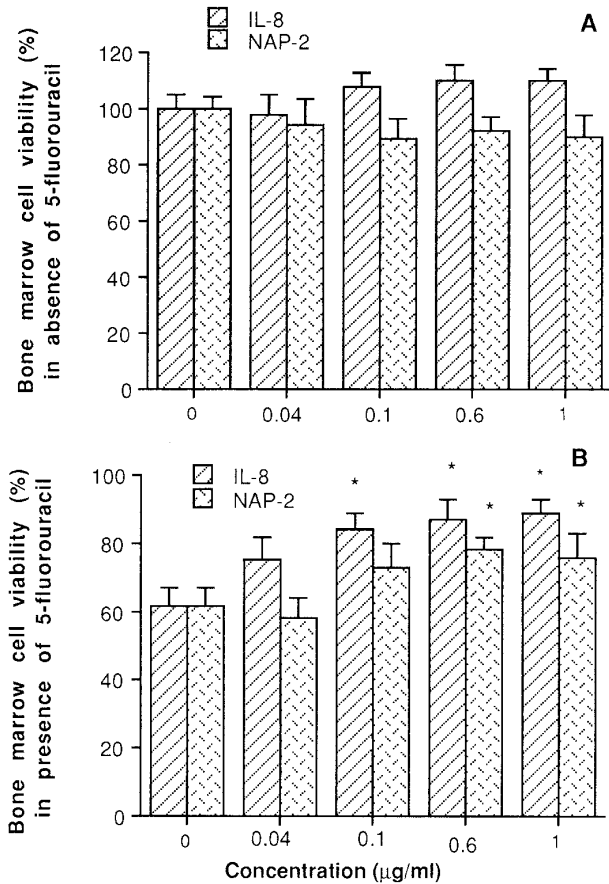 IL-8
NAP-2
A
Bone marrow cell viability (%)
in absence of 5-fluorouracil
120
100
80
60
40
20
0
0 0.04 0.1 0.6 1
IL-8
NAP-2
B
Bone marrow cell viability (%)
in presence of 5-fluorouracil
100
80
60
40
20
0
* * * * *
0 0.04 0.1 0.6 1
Concentration (µg/ml)